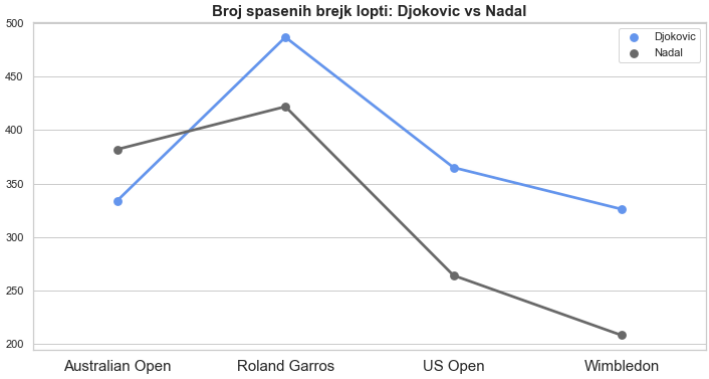 Broj spasenih brejk lopti: Djokovic vs Nadal
500
450
400
350
300
250
200
Djokovic
Nadal
Australian Open
Roland Garros
US Open
Wimbledon